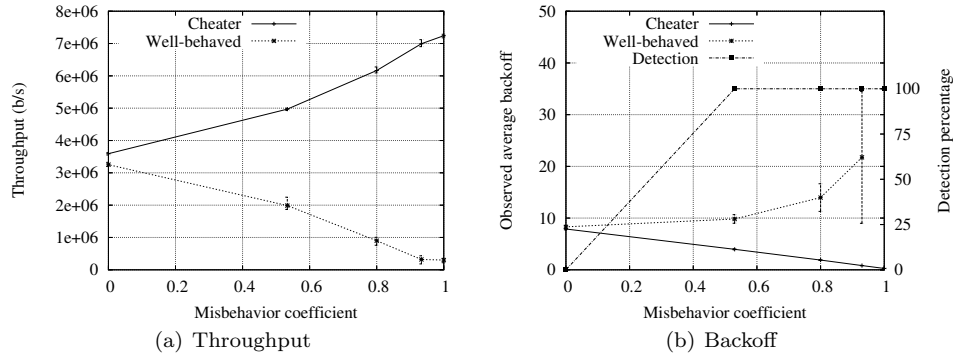 8e+06
7e+06
6e+06
5e+06
4e+06
3e+06
2e+06
1e+06
0
Throughput (b/s)
Cheater
Well-behaved
0 0.2 0.4 0.6 0.8 1
Misbehavior coefficient
(a) Throughput
50
40
30
20
10
0
Observed average backoff
Cheater
Well-behaved
Detection
100
75
50
25
0
Detection percentage
0 0.2 0.4 0.6 0.8 1
Misbehavior coefficient
(b) Backoff